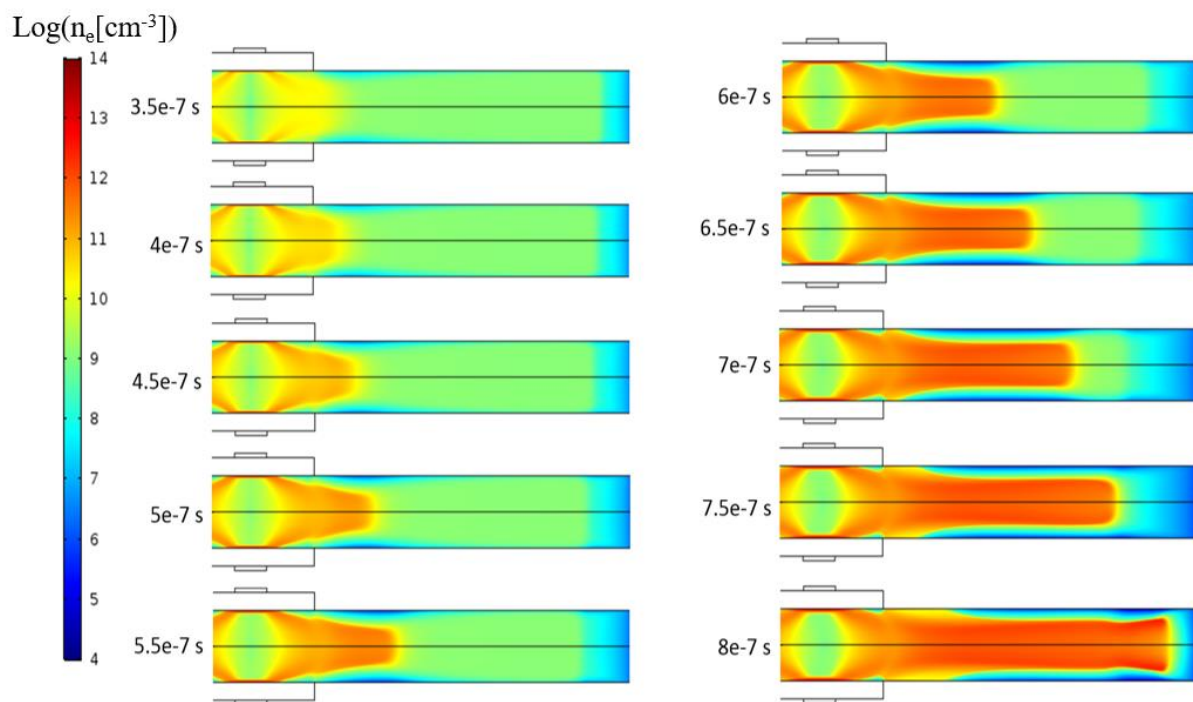 Log(nₑ[cm⁻³])
14
13
12
11
10
9
8
7
6
5
4
3.5e-7 s
4e-7 s
4.5e-7 s
5e-7 s
5.5e-7 s
6e-7 s
6.5e-7 s
7e-7 s
7.5e-7 s
8e-7 s